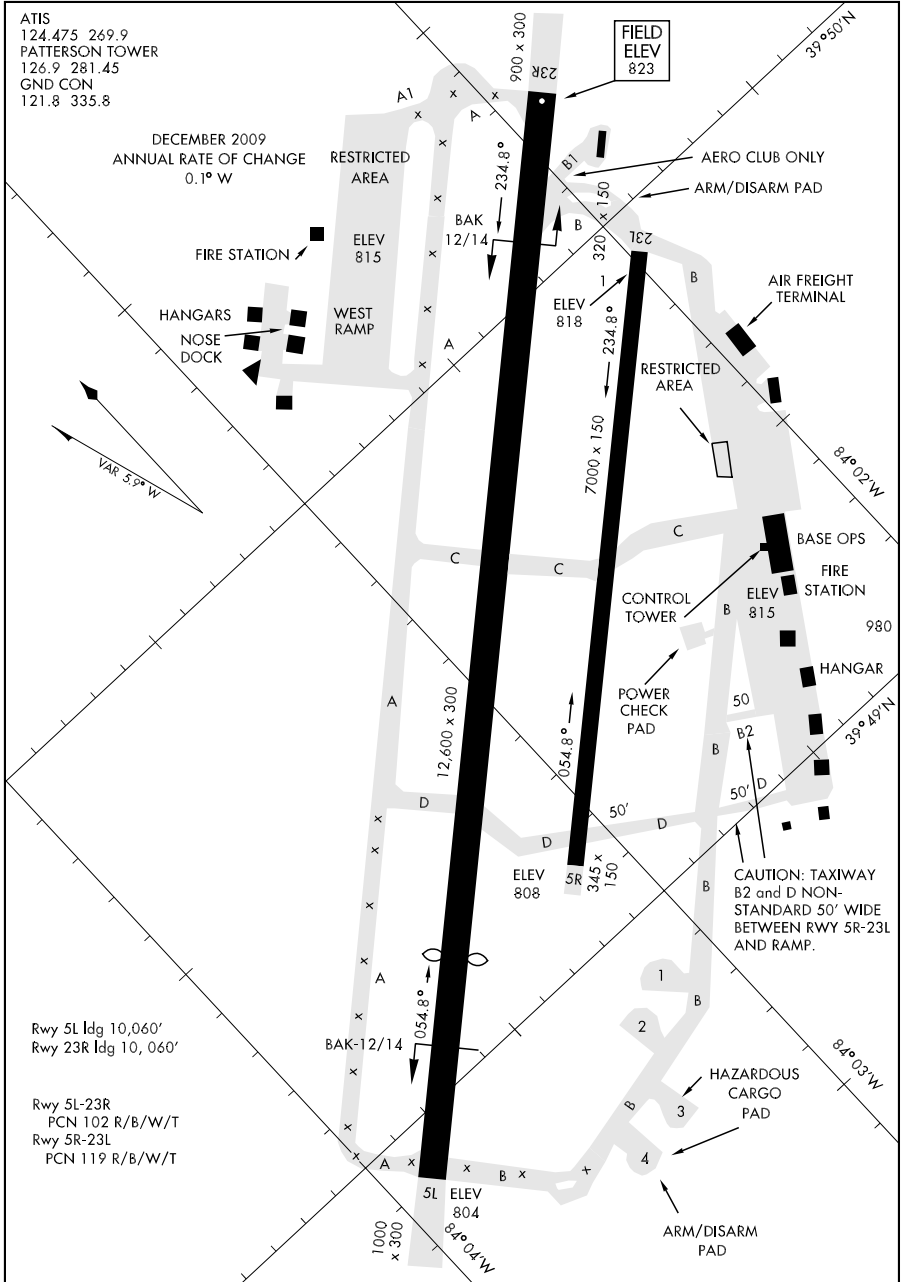 ATIS
124.475 269.9
PATTERSON TOWER
126.9 281.45
GND CON
121.8 335.8
DECEMBER 2009
ANNUAL RATE OF CHANGE
0.1° W
FIELD
ELEV
823
39°50'N
900 x 300
23R
A1
x
x
x
A
x
RESTRICTED
AREA
B1
AERO CLUB ONLY
ARM/DISARM PAD
x
234.8°
320 x 150
BAK
12/14
B
23L
FIRE STATION
ELEV
815
x
B
1
ELEV
818
AIR FREIGHT
TERMINAL
HANGARS
NOSE
DOCK
WEST
RAMP
x
A
x
234.8°
RESTRICTED
AREA
VAR 5.9° W
7000 x 150
84°02'W
C
C
C
BASE OPS
FIRE
STATION
CONTROL
TOWER
ELEV
815
B
980
HANGAR
POWER
CHECK
PAD
A
50
B2
39°49'N
12,600 x 300
054.8°
B
D
50'
D
50'
D
D
x
x
ELEV
808
5R
345 x
150
B
CAUTION: TAXIWAY
B2 and D NON-
STANDARD 50' WIDE
BETWEEN RWY 5R-23L
AND RAMP.
x
x
A
054.8°
1
B
x
2
Rwy 5L ldg 10,060'
Rwy 23R ldg 10, 060'
BAK-12/14
x
84°03'W
HAZARDOUS
CARGO
PAD
B
3
Rwy 5L-23R
PCN 102 R/B/W/T
Rwy 5R-23L
PCN 119 R/B/W/T
x
x
A
x
x
B
x
x
4
5L
ELEV
804
ARM/DISARM
PAD
1000
x 300
84°04'W